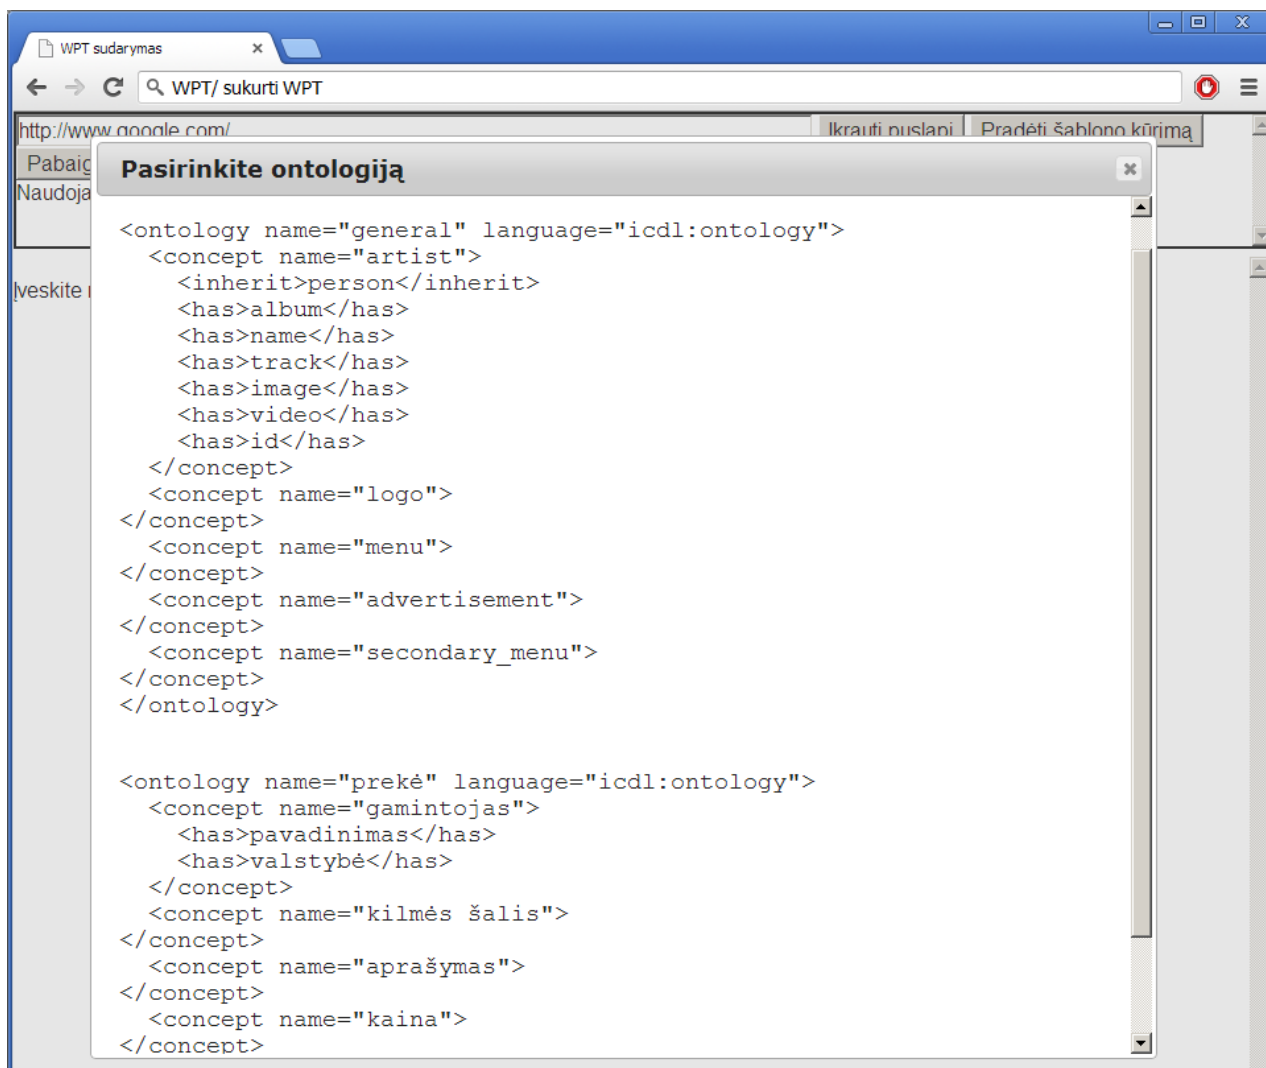 WPT sudarymas
WPT/ sukurti WPT
http://www.google.com/ Įkrauti puslapį Pradėti šablono kūrimą
Pabaig
Naudoja
Įveskite
Pasirinkite ontologiją
<ontology name="general" language="icdl:ontology">
<concept name="artist">
<inherit>person</inherit>
<has>album</has>
<has>name</has>
<has>track</has>
<has>image</has>
<has>video</has>
<has>id</has>
</concept>
<concept name="logo">
</concept>
<concept name="menu">
</concept>
<concept name="advertisement">
</concept>
<concept name="secondary_menu">
</concept>
</ontology>
<ontology name="prekė" language="icdl:ontology">
<concept name="gamintojas">
<has>pavadinimas</has>
<has>valstybė</has>
</concept>
<concept name="kilmės šalis">
</concept>
<concept name="aprašymas">
</concept>
<concept name="kaina">
</concept>